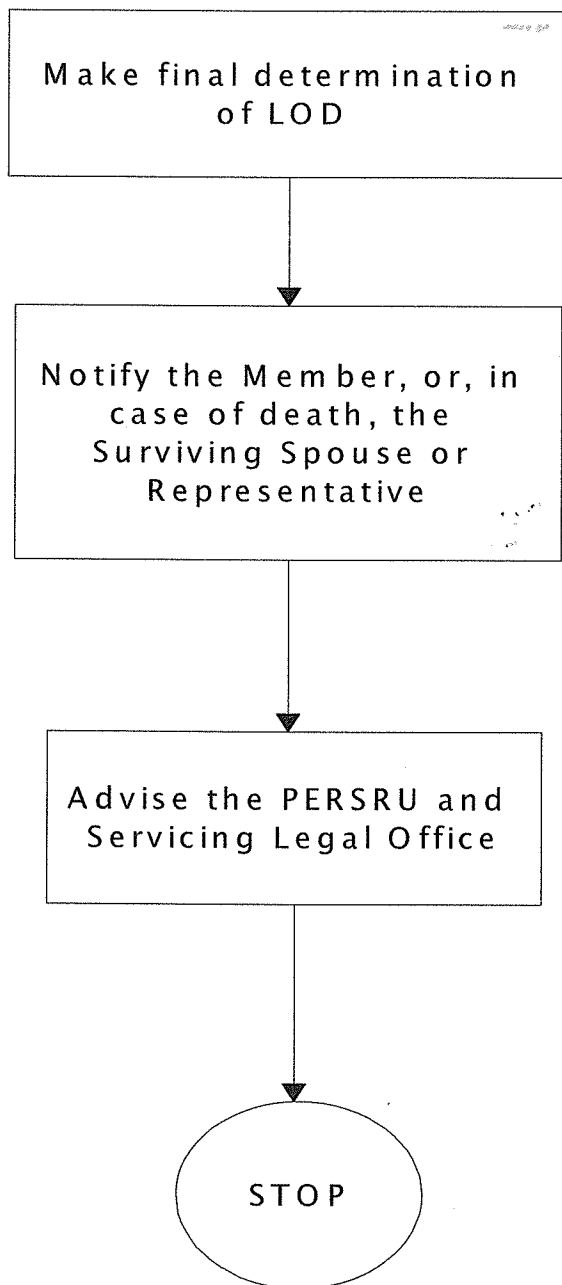 Make final determination
of LOD
Notify the Member, or, in
case of death, the
Surviving Spouse or
Representative
Advise the PERSRU and
Servicing Legal Office
STOP